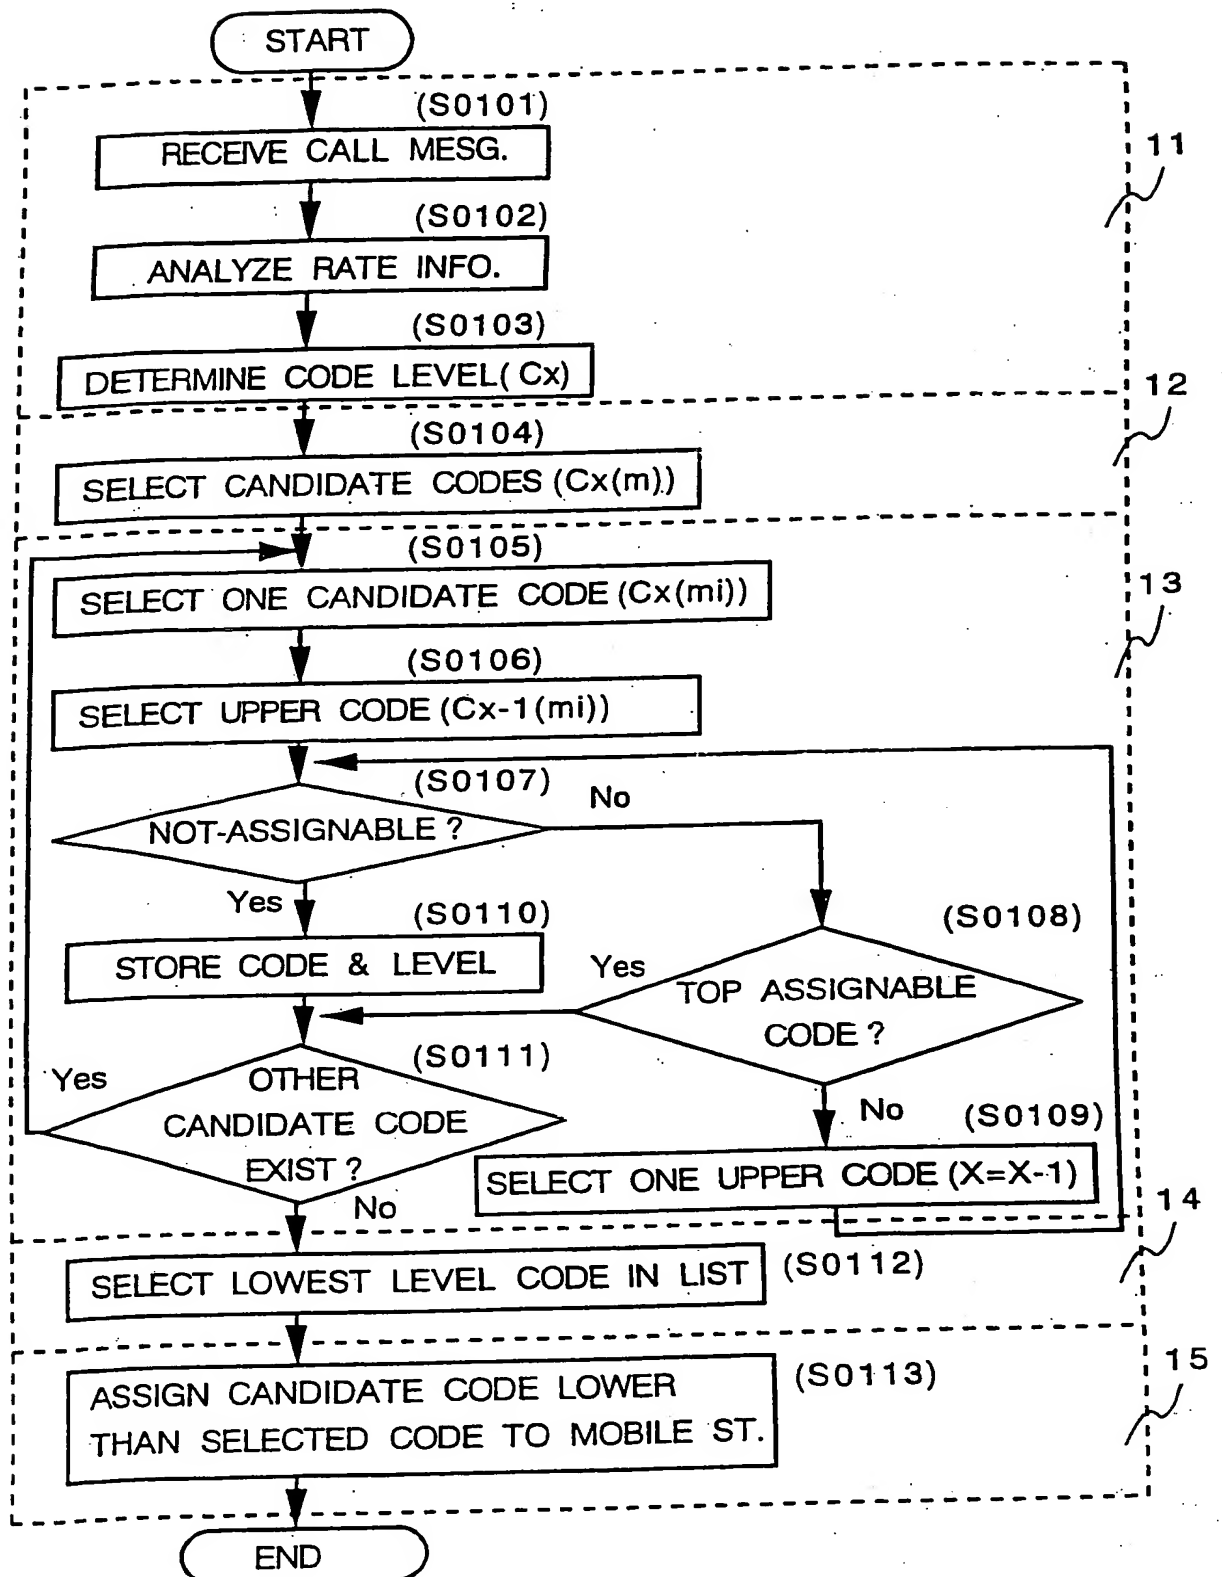 START
(S0101)
RECEIVE CALL MESG.
11
(S0102)
ANALYZE RATE INFO.
(S0103)
DETERMINE CODE LEVEL(Cx)
12
(S0104)
SELECT CANDIDATE CODES (Cx(m))
(S0105)
SELECT ONE CANDIDATE CODE (Cx(mi))
13
(S0106)
SELECT UPPER CODE (Cx-1(mi))
(S0107)
No
NOT-ASSIGNABLE ?
Yes
(S0110)
(S0108)
STORE CODE & LEVEL
Yes
TOP ASSIGNABLE
CODE ?
(S0111)
Yes
OTHER
CANDIDATE CODE
EXIST ?
No
No
(S0109)
SELECT ONE UPPER CODE (X=X-1)
14
SELECT LOWEST LEVEL CODE IN LIST
(S0112)
15
ASSIGN CANDIDATE CODE LOWER
THAN SELECTED CODE TO MOBILE ST.
(S0113)
END